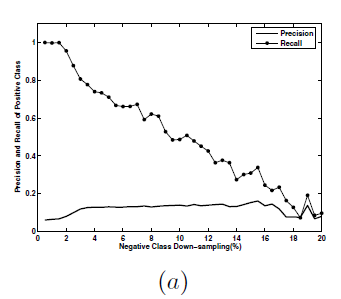 Precision
Recall
Precision and Recall of Positive Class
1
0.8
0.6
0.4
0.2
0
0 2 4 6 8 10 12 14 16 18 20
Negative Class Down-sampling(%)
(a)